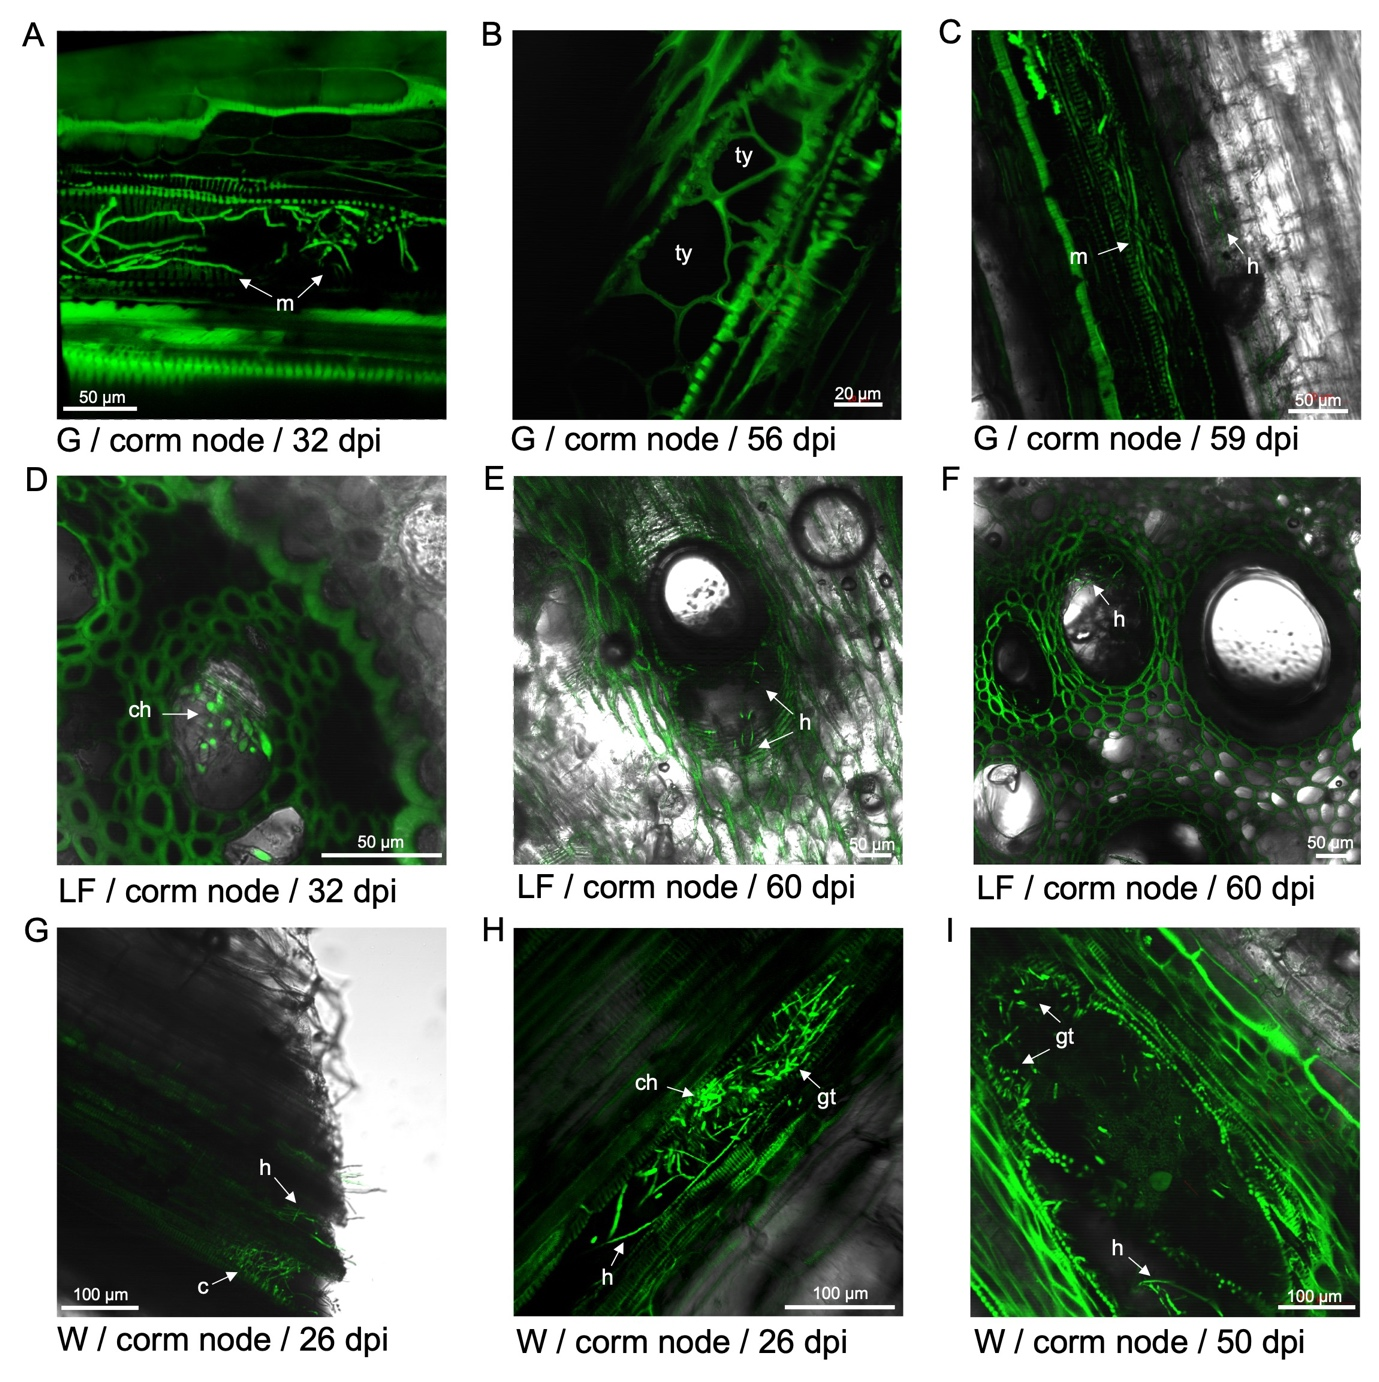 A
B
C
ty
ty
m
h
m
50 µm
20 µm
50 µm
G / corm node / 32 dpi
G / corm node / 56 dpi
G / corm node / 59 dpi
D
E
F
ch
h
h
50 µm
50 µm
50 µm
LF / corm node / 32 dpi
LF / corm node / 60 dpi
LF / corm node / 60 dpi
G
H
I
h
c
ch
gt
h
gt
h
100 µm
100 µm
100 µm
W / corm node / 26 dpi
W / corm node / 26 dpi
W / corm node / 50 dpi